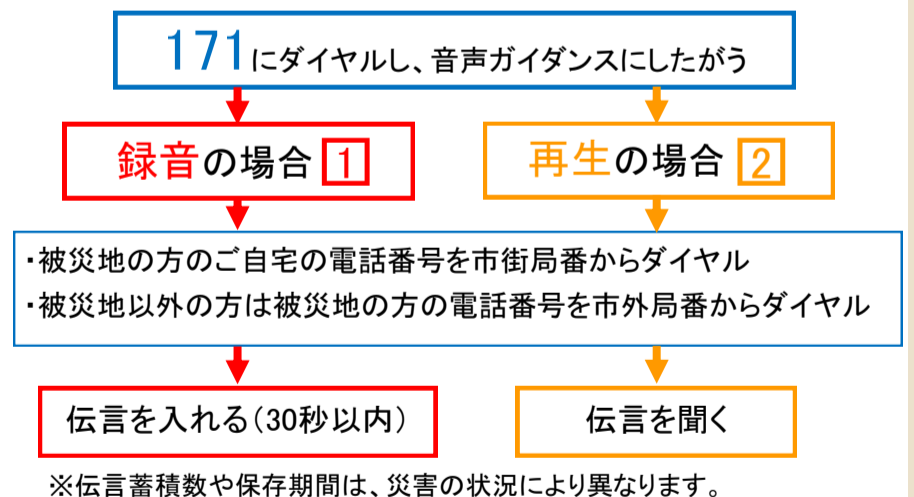 171にダイヤルし、音声ガイダンスにしたがう
録音の場合 1
再生の場合 2
・被災地の方のご自宅の電話番号を市街局番からダイヤル
・被災地以外の方は被災地の方の電話番号を市外局番からダイヤル
伝言を入れる(30秒以内)
伝言を聞く
※伝言蓄積数や保存期間は、災害の状況により異なります。